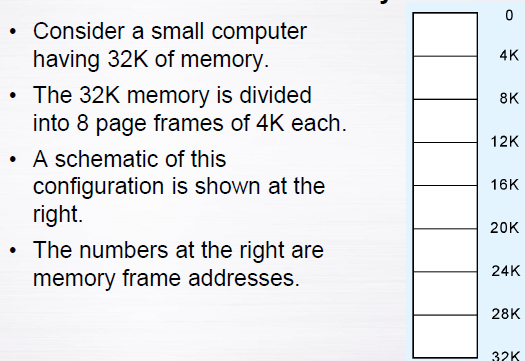 • Consider a small computer
having 32K of memory.
• The 32K memory is divided
into 8 page frames of 4K each.
• A schematic of this
configuration is shown at the
right.
• The numbers at the right are
memory frame addresses.
0
4K
8K
12K
16K
20K
24K
28K
32K